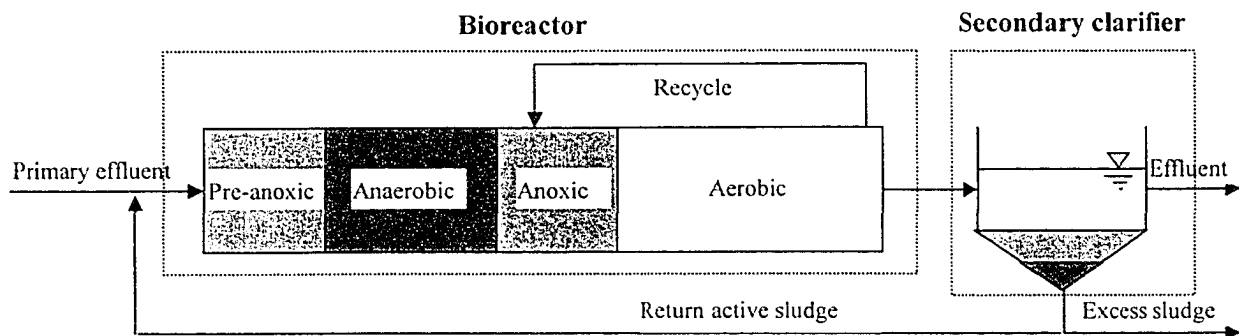 Bioreactor
Secondary clarifier
Recycle
Primary effluent
Pre-anoxic
Anaerobic
Anoxic
Aerobic
Effluent
Return active sludge
Excess sludge